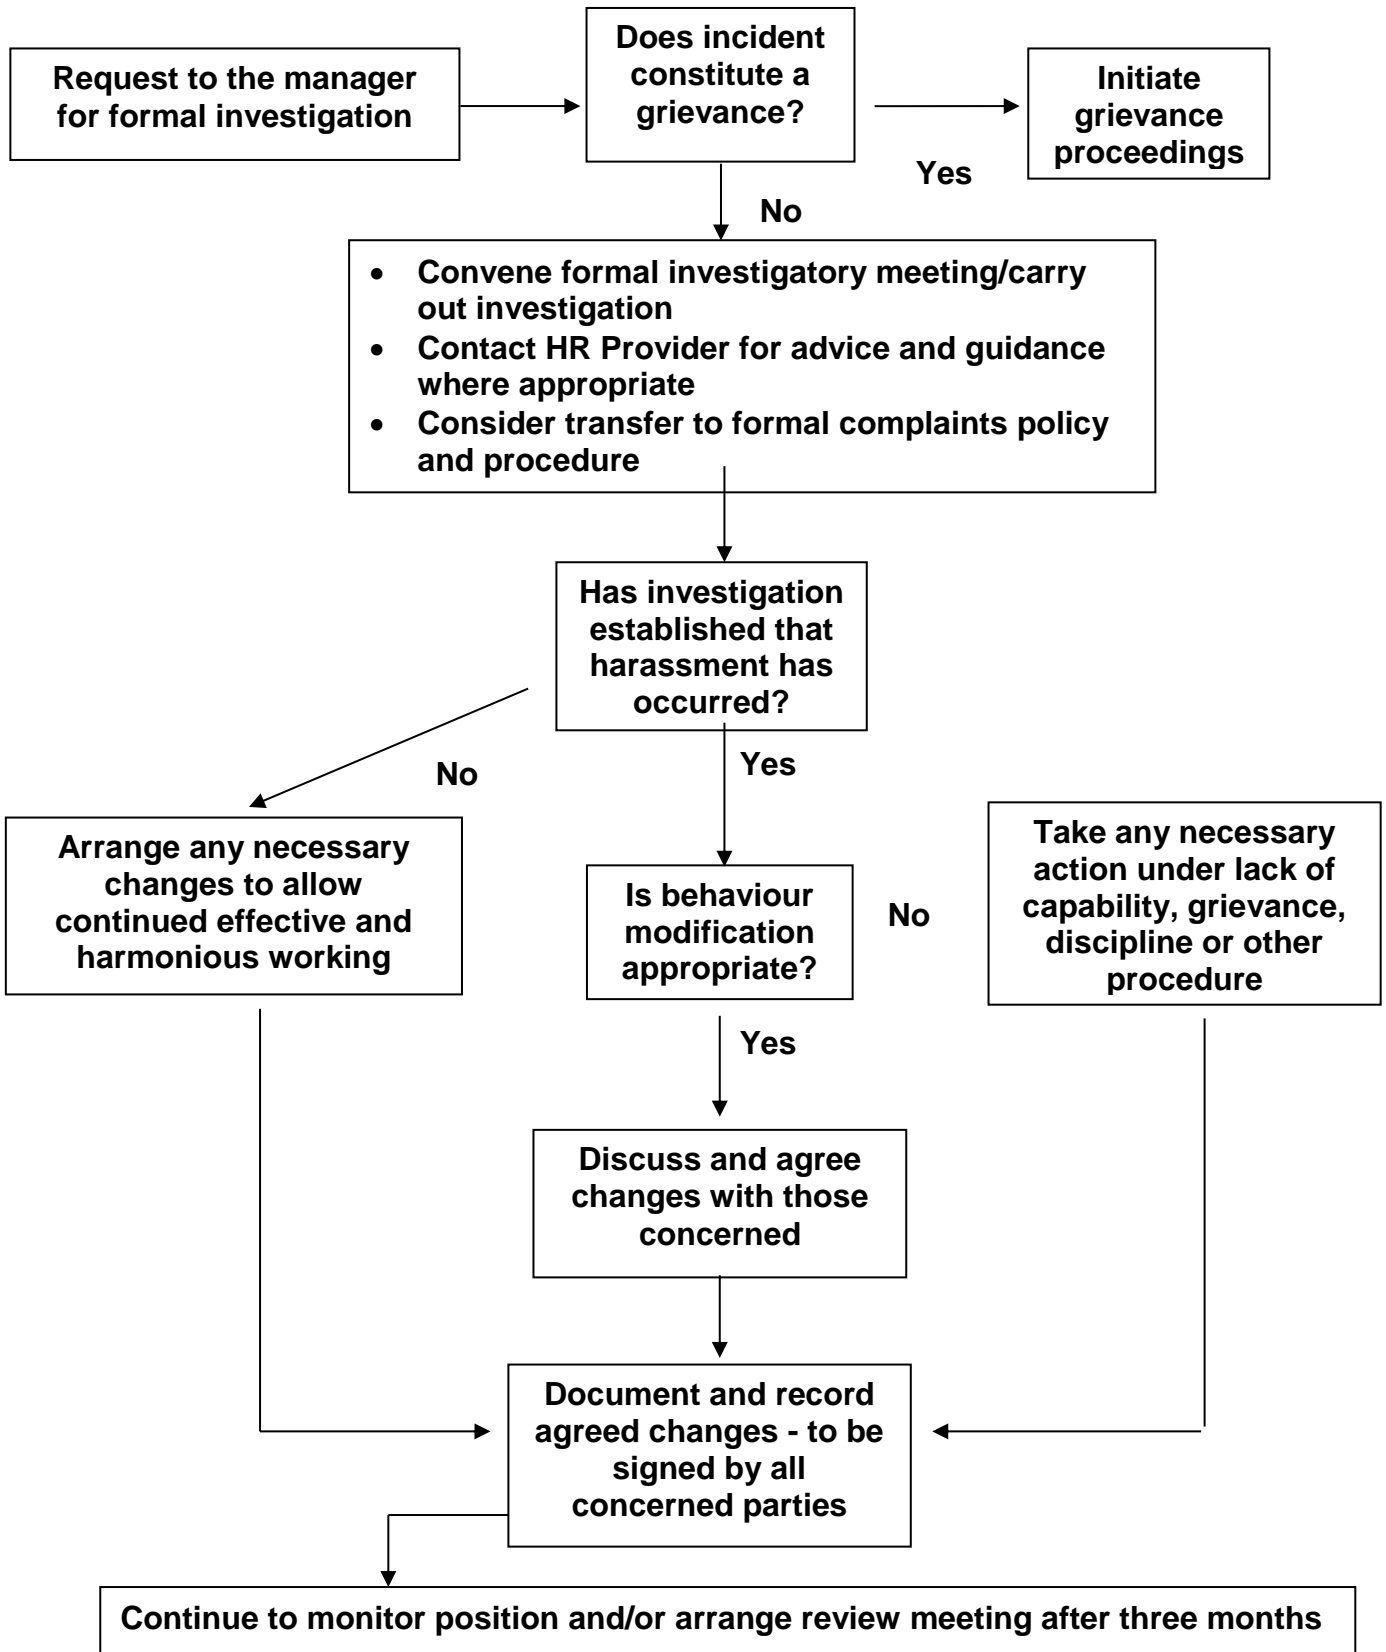 Request to the manager
for formal investigation
Does incident
constitute a
grievance?
Initiate
grievance
proceedings
Yes
No
• Convene formal investigatory meeting/carry
out investigation
• Contact HR Provider for advice and guidance
where appropriate
• Consider transfer to formal complaints policy
and procedure
Has investigation
established that
harassment has
occurred?
No
Yes
Arrange any necessary
changes to allow
continued effective and
harmonious working
Is behaviour
modification
appropriate?
No
Take any necessary
action under lack of
capability, grievance,
discipline or other
procedure
Yes
Discuss and agree
changes with those
concerned
Document and record
agreed changes - to be
signed by all
concerned parties
Continue to monitor position and/or arrange review meeting after three months